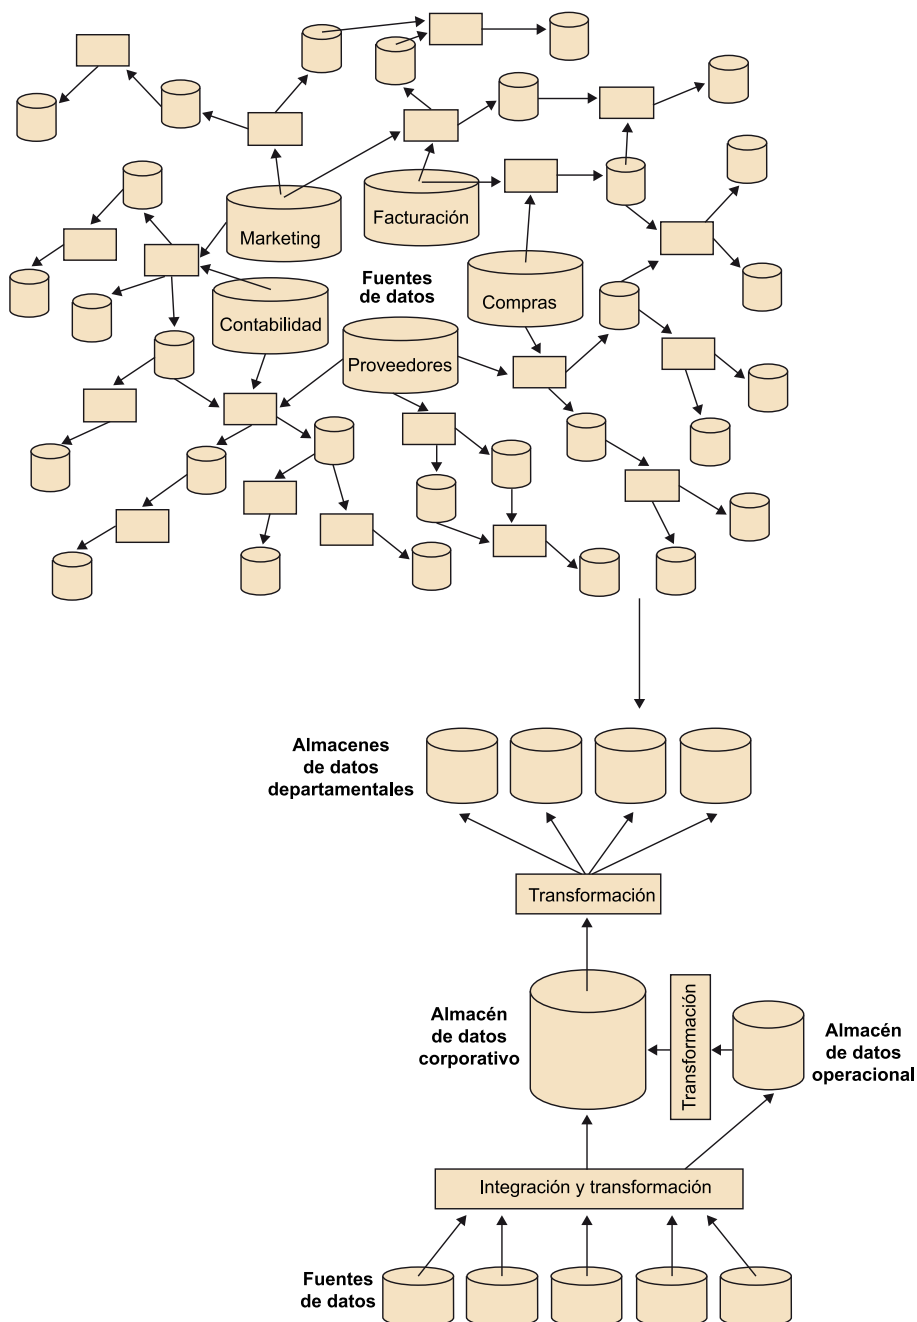 Marketing
Facturación
Fuentes
de datos
Compras
Contabilidad
Proveedores
Almacenes
de datos
departamentales
Transformación
Almacén
de datos
corporativo
Transformación
Almacén
de datos
operacional
Integración y transformación
Fuentes
de datos